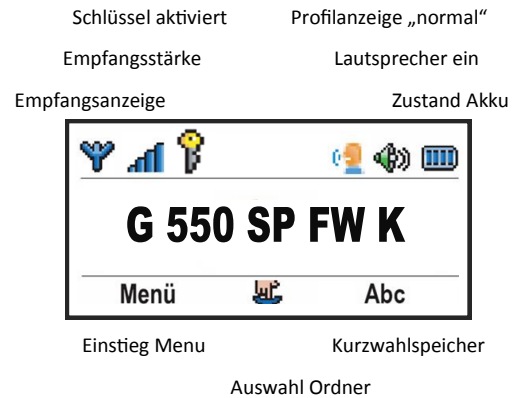 Schlüssel aktiviert Profilanzeige „normal“
Empfangsstärke Lautsprecher ein
Empfangsanzeige Zustand Akku
G 550 SP FW K
Menü Abc
Einstieg Menu Kurzwahlspeicher
Auswahl Ordner